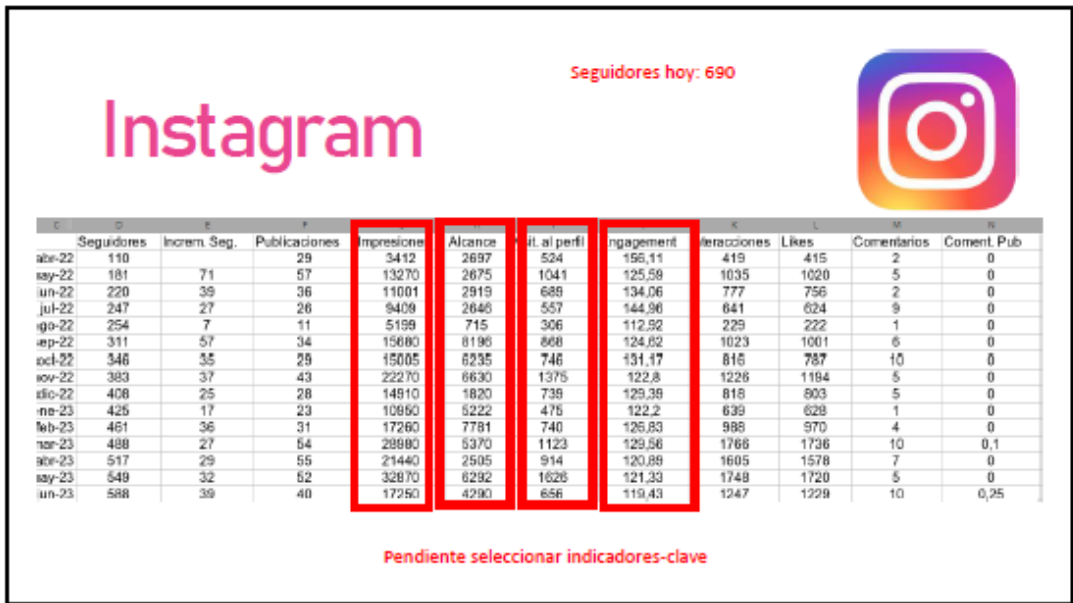 Seguidores hoy: 690
Instagram
C D E F K L M N
Seguidores Increm. Seg. Publicaciones Impresione Alcance it. al perfil ngagement teracciones Likes Comentarios Coment. Pub
abr-22 110 29 3412 2697 524 156,11 419 415 2 0
may-22 181 71 57 13270 2675 1041 125,59 1035 1020 5 0
jun-22 220 39 36 11001 2919 689 134,06 777 756 2 0
jul-22 247 27 26 9409 2646 557 144,96 641 624 9 0
ago-22 254 7 11 5199 715 306 112,92 229 222 1 0
sep-22 311 57 34 15680 8196 868 124,62 1023 1001 6 0
oct-22 346 35 29 15005 6235 746 131,17 816 787 10 0
nov-22 383 37 43 22270 6630 1375 122,8 1226 1194 5 0
dic-22 408 25 28 14910 1820 739 129,39 818 803 5 0
ene-23 425 17 23 10950 5222 475 122,2 639 628 1 0
feb-23 461 36 31 17260 7781 740 126,83 988 970 4 0
mar-23 488 27 54 28980 5370 1123 129,56 1766 1736 10 0,1
abr-23 517 29 55 21440 2505 914 120,89 1605 1578 7 0
may-23 549 32 52 32870 6292 1626 121,33 1748 1720 5 0
jun-23 588 39 40 17250 4290 656 119,43 1247 1229 10 0,25
Pendiente seleccionar indicadores-clave